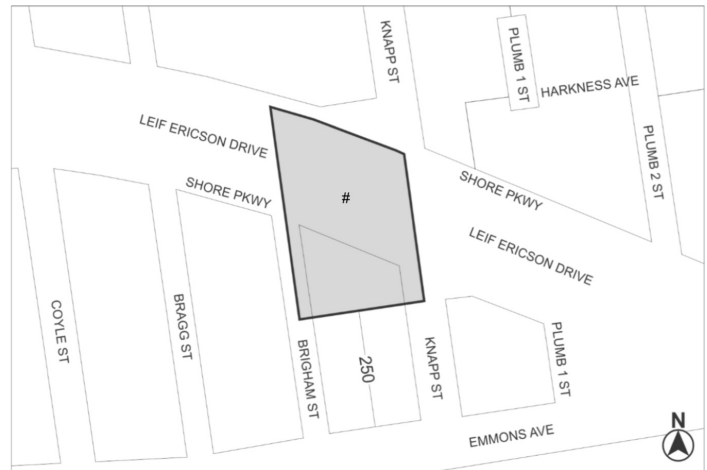 KNAPP ST
PLUMB 1 ST
HARKNESS AVE
LEIF ERICSON DRIVE
PLUMB 2 ST
SHORE PKWY
#
SHORE PKWY
LEIF ERICSON DRIVE
COYLE ST
BRAGG ST
BRIGHAM ST
250
KNAPP ST
PLUMB 1 ST
EMMONS AVE
N